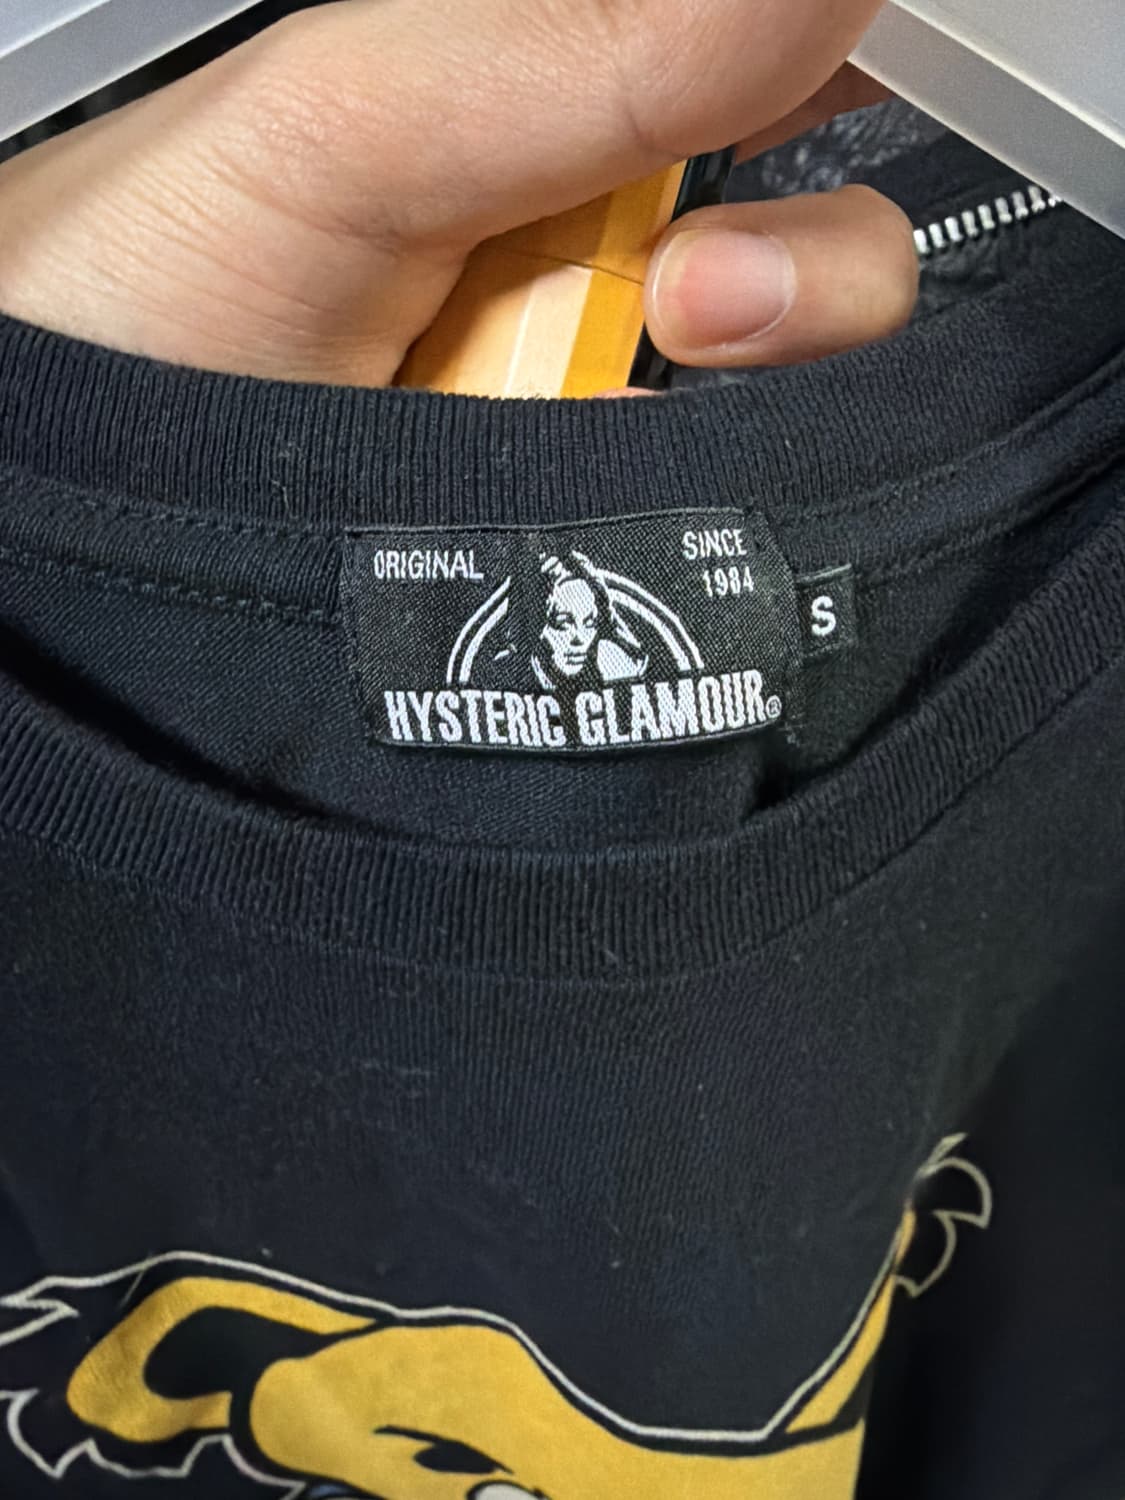 ORIGINAL
SINCE
1984
HYSTERIC GLAMOUR®
S